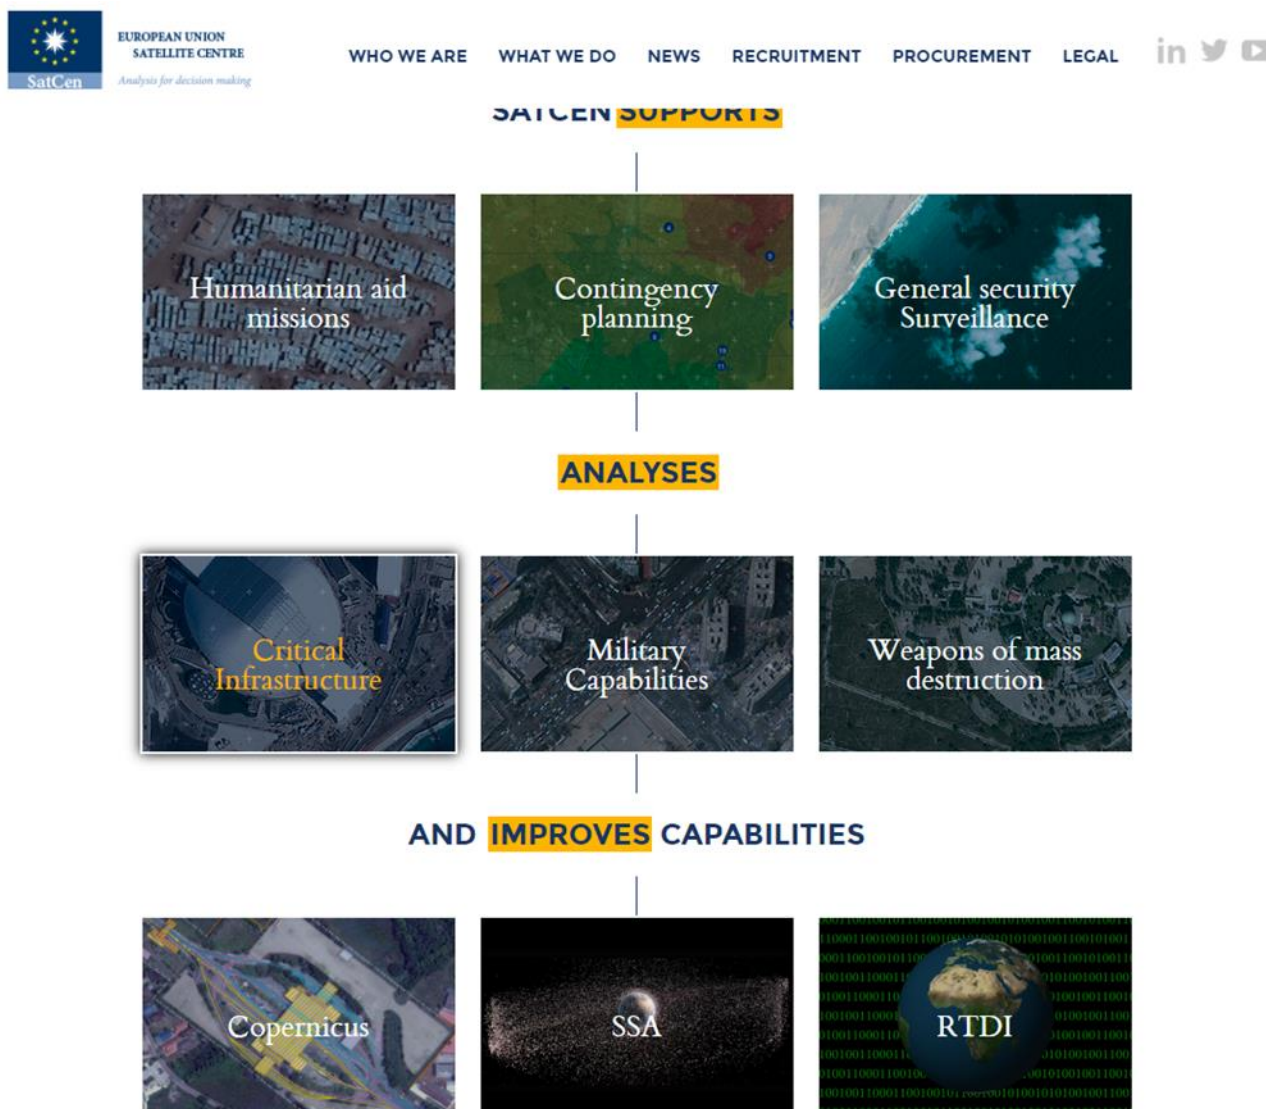 EUROPEAN UNION
SATELLITE CENTRE
Analysis for decision making
SatCen
WHO WE ARE WHAT WE DO NEWS RECRUITMENT PROCUREMENT LEGAL in
SATCEN SUPPORTS
Humanitarian aid
missions
Contingency
planning
General security
Surveillance
ANALYSES
Critical
Infrastructure
Military
Capabilities
Weapons of mass
destruction
AND IMPROVES CAPABILITIES
Copernicus
SSA
RTDI